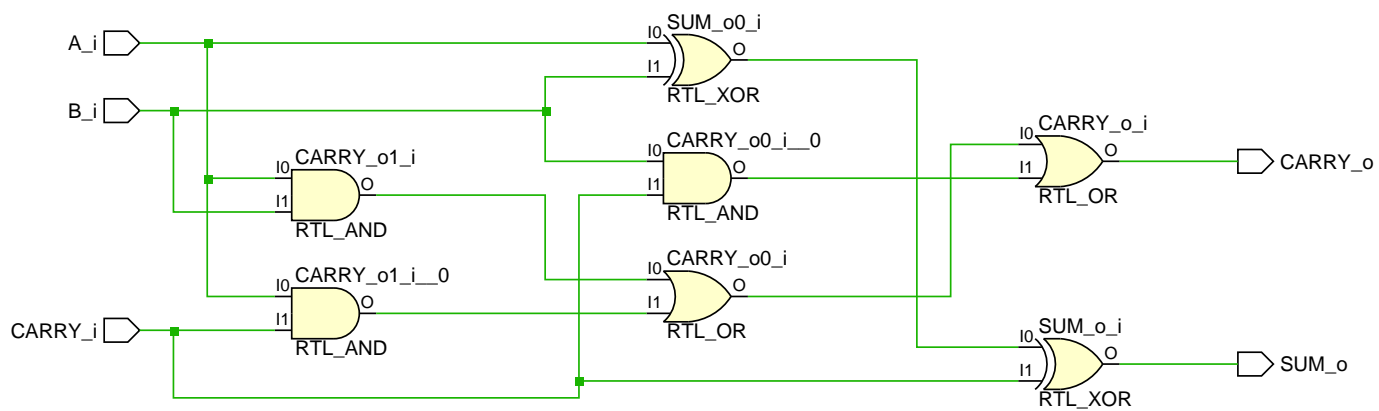 SUM_o0_i
A_i
I0
O
I1
RTL_XOR
B_i
CARRY_o0_i__0
CARRY_o_i
I0
O
I1
RTL_AND
I0
O
I1
RTL_OR
CARRY_o
CARRY_o1_i
I0
O
I1
RTL_AND
CARRY_o0_i
I0
O
I1
RTL_OR
CARRY_o1_i__0
I0
O
I1
RTL_AND
CARRY_i
SUM_o_i
I0
O
I1
RTL_XOR
SUM_o